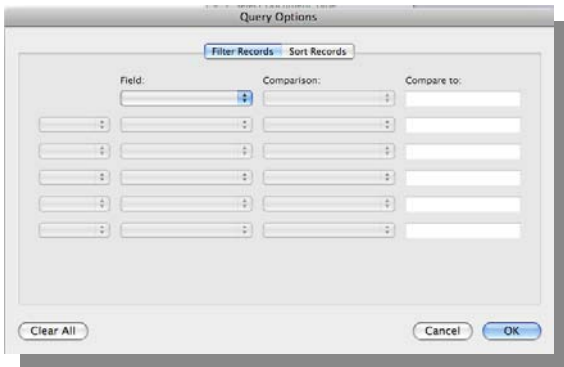 Query Options
Filter Records Sort Records
Field: Comparison: Compare to:
Clear All Cancel OK